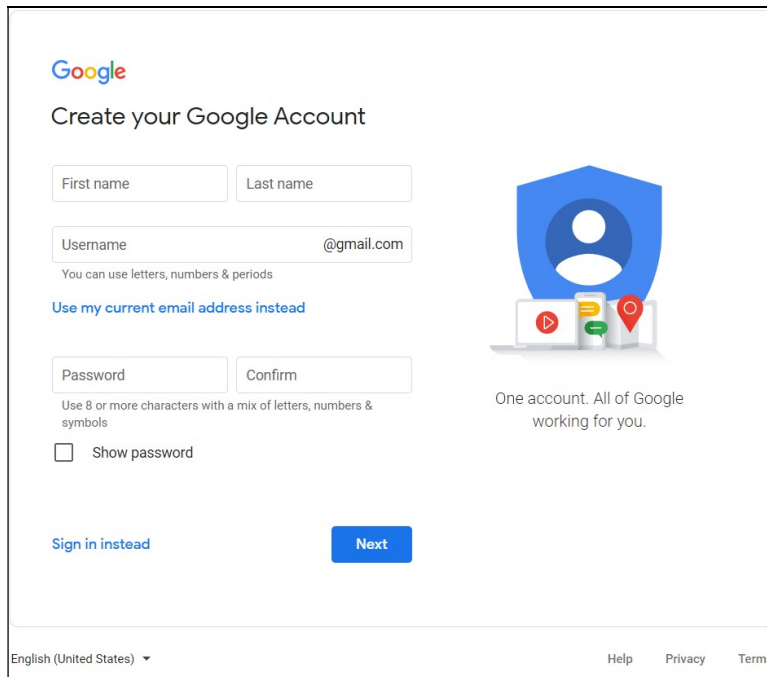 Google
Create your Google Account
First name
Last name
Username
@gmail.com
You can use letters, numbers & periods
Use my current email address instead
Password
Confirm
Use 8 or more characters with a mix of letters, numbers &
symbols
Show password
Sign in instead
Next
One account. All of Google
working for you.
English (United States)
Help
Privacy
Term